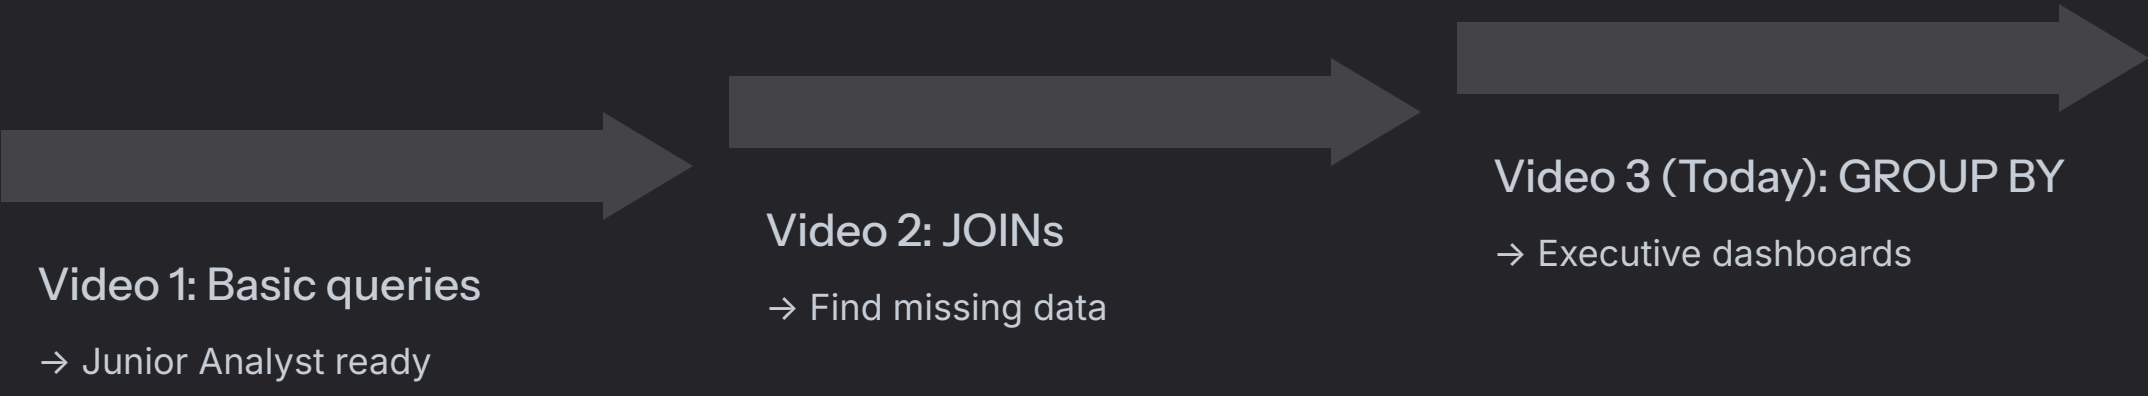 Video 1: Basic queries
→ Junior Analyst ready
Video 2: JOINs
→ Find missing data
Video 3 (Today): GROUP BY
→ Executive dashboards